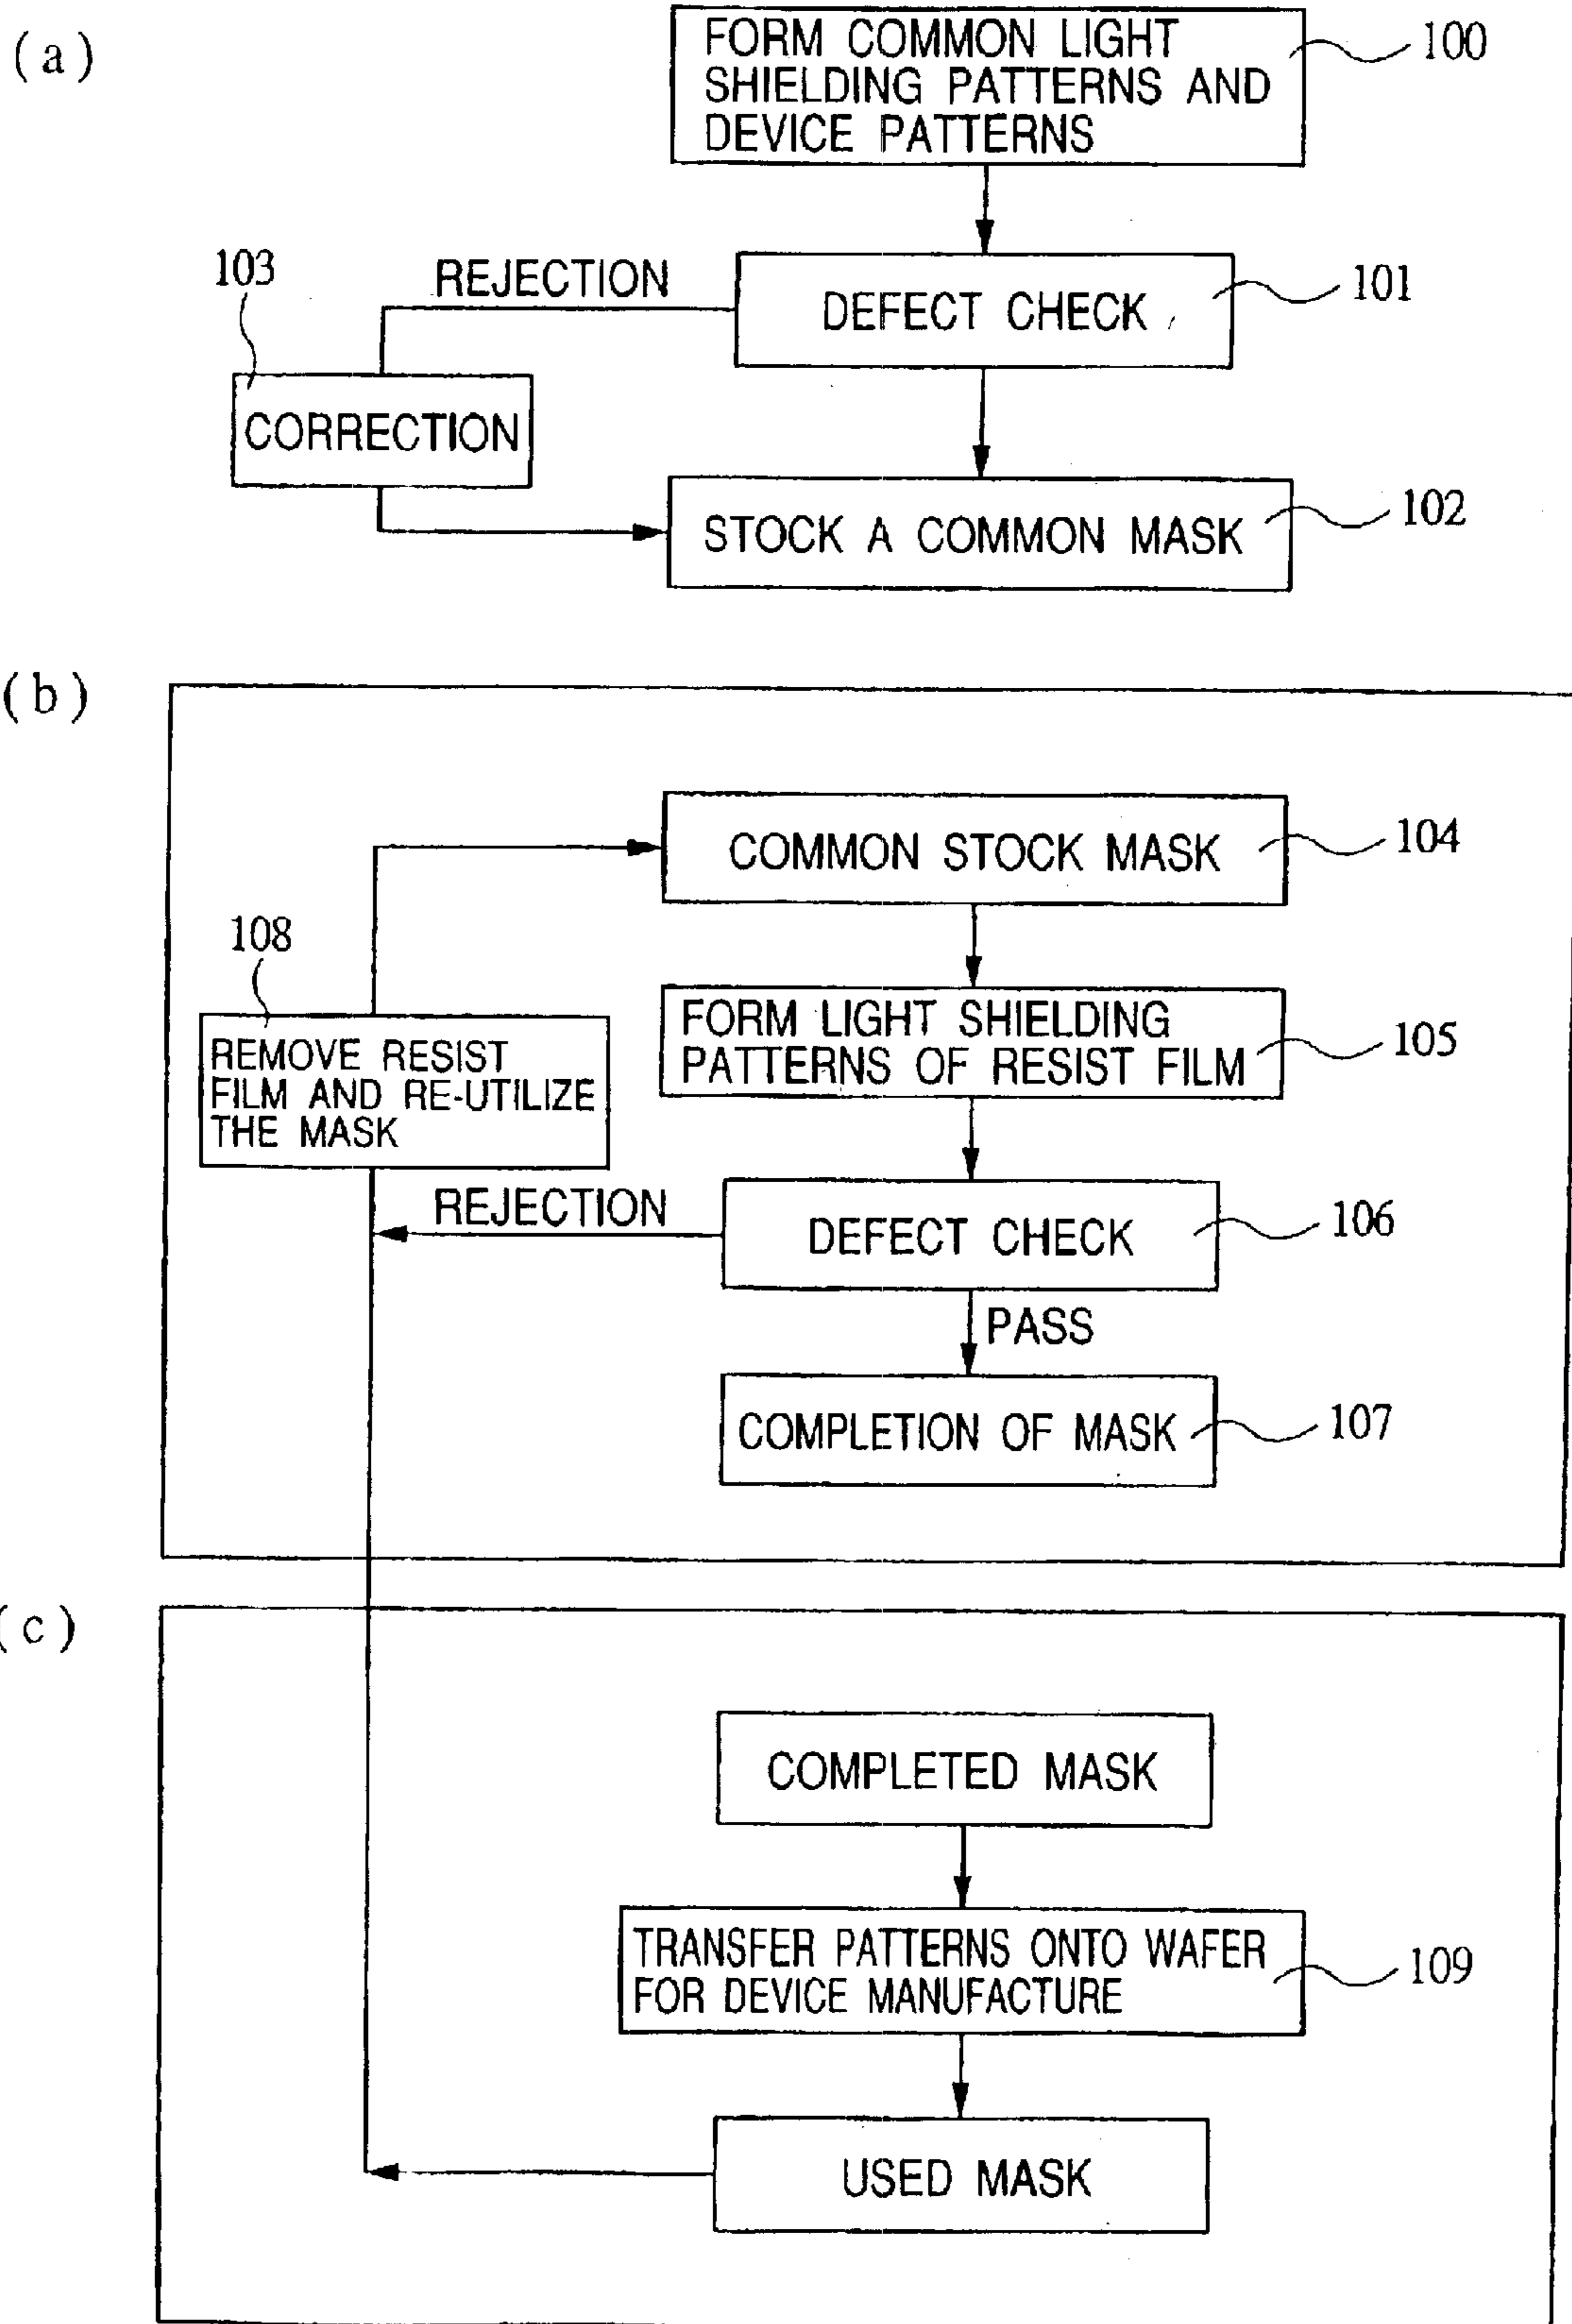 (a)
FORM COMMON LIGHT
SHIELDING PATTERNS AND
DEVICE PATTERNS
100
103
REJECTION
DEFECT CHECK
101
CORRECTION
STOCK A COMMON MASK
102
(b)
COMMON STOCK MASK
104
108
REMOVE RESIST
FILM AND RE-UTILIZE
THE MASK
FORM LIGHT SHIELDING
PATTERNS OF RESIST FILM
105
REJECTION
DEFECT CHECK
106
PASS
COMPLETION OF MASK
107
(c)
COMPLETED MASK
TRANSFER PATTERNS ONTO WAFER
FOR DEVICE MANUFACTURE
109
USED MASK